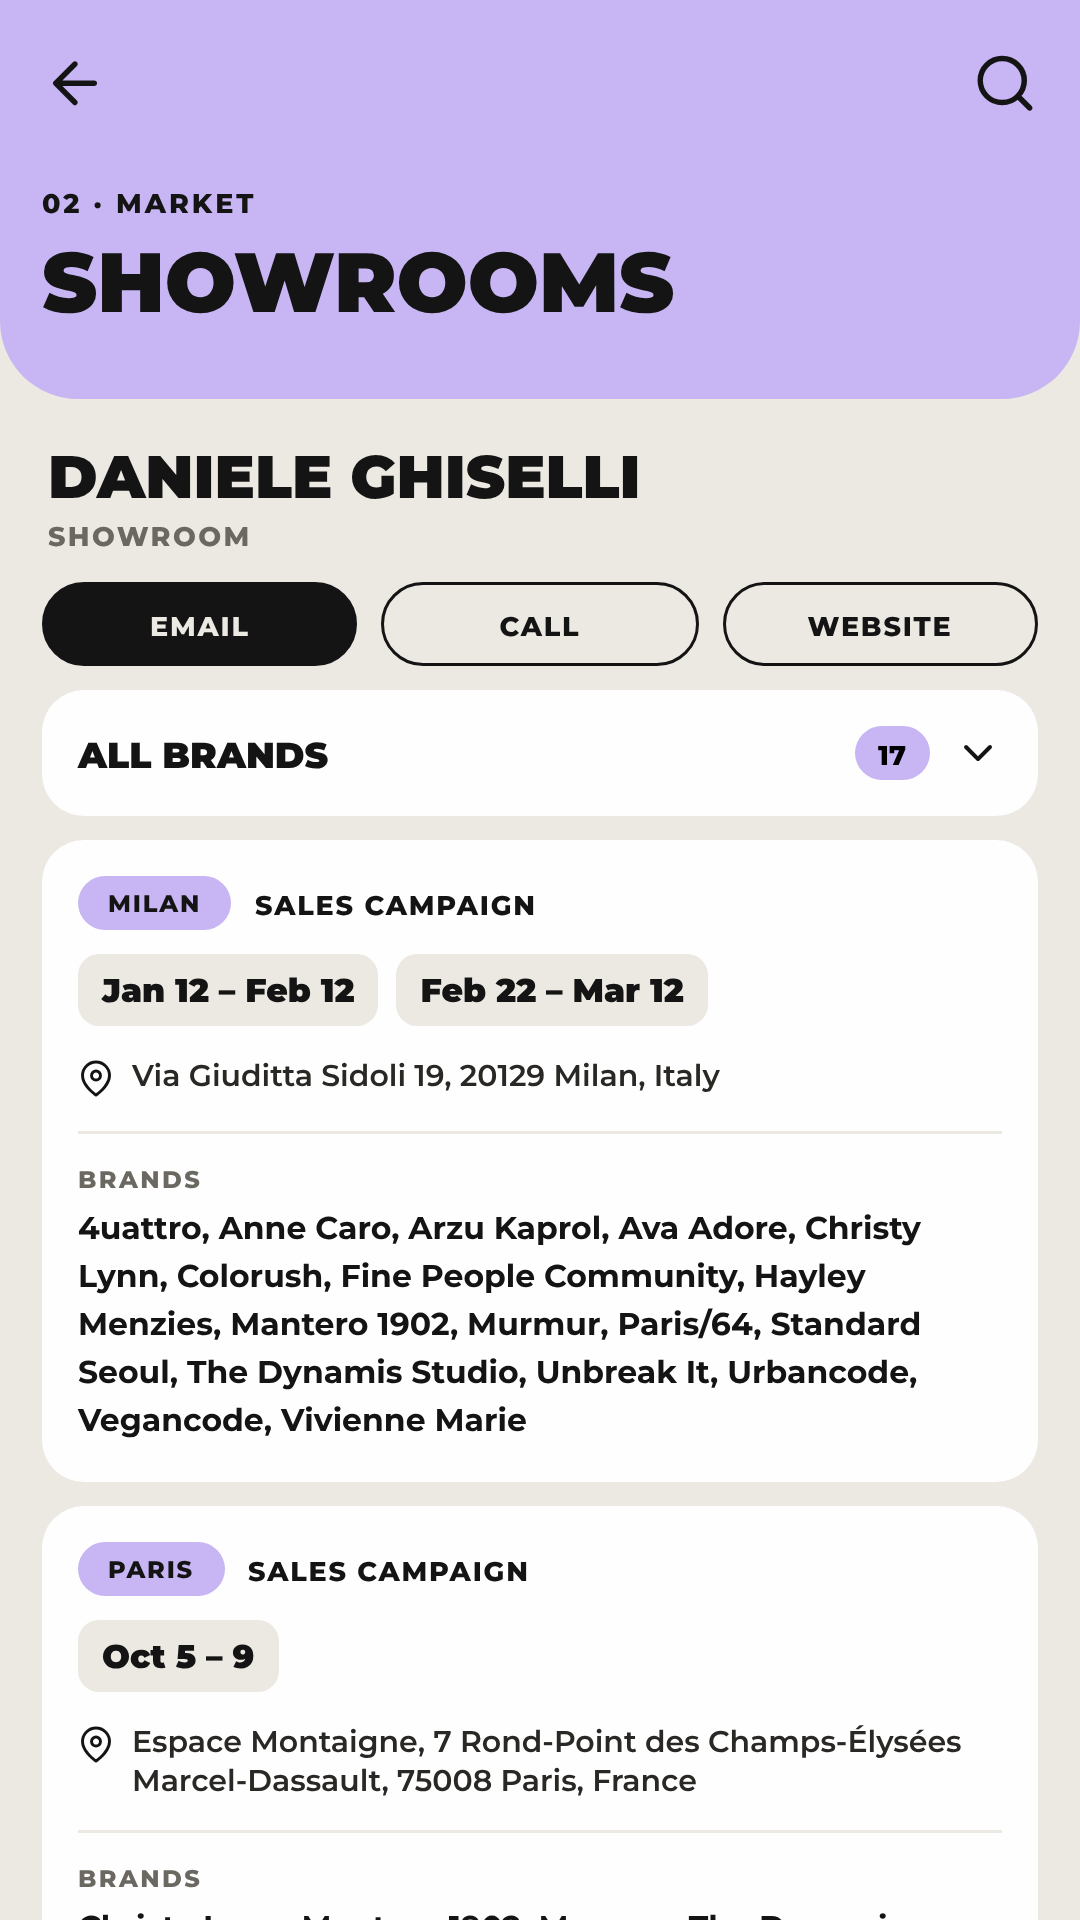 02 · MARKET
SHOWROOMS
DANIELE GHISELLI
SHOWROOM
EMAIL
CALL
WEBSITE
ALL BRANDS
17
MILAN
SALES CAMPAIGN
Jan 12 – Feb 12
Feb 22 – Mar 12
Via Giuditta Sidoli 19, 20129 Milan, Italy
BRANDS
4uattro, Anne Caro, Arzu Kaprol, Ava Adore, Christy
Lynn, Colorush, Fine People Community, Hayley
Menzies, Mantero 1902, Murmur, Paris/64, Standard
Seoul, The Dynamis Studio, Unbreak It, Urbancode,
Vegancode, Vivienne Marie
PARIS
SALES CAMPAIGN
Oct 5 – 9
Espace Montaigne, 7 Rond-Point des Champs-Élysées
Marcel-Dassault, 75008 Paris, France
BRANDS